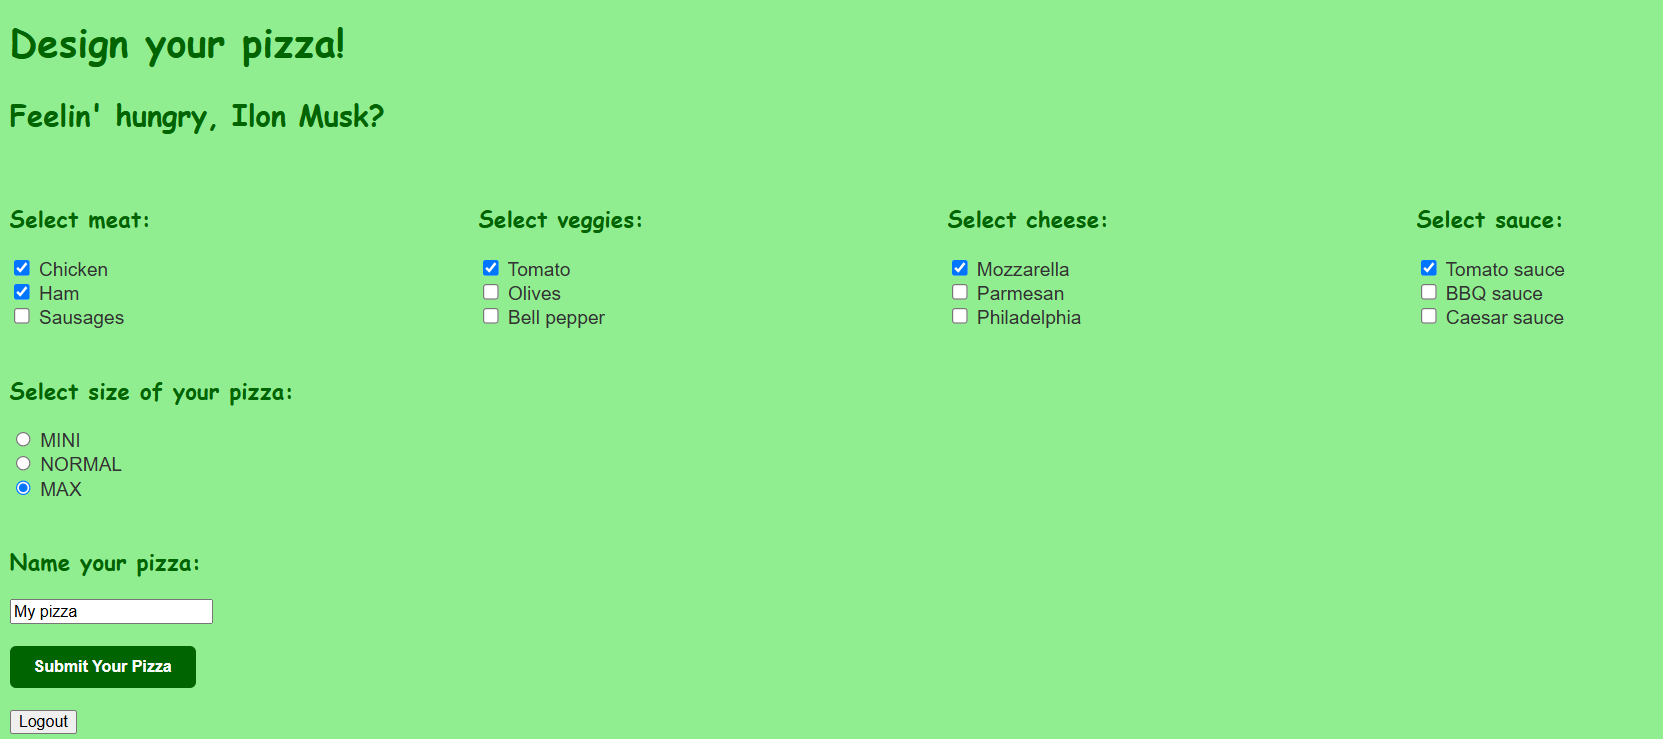 Design your pizza!
Feelin' hungry, Ilon Musk?
Select meat:
Chicken
Ham
Sausages
Select veggies:
Tomato
Olives
Bell pepper
Select cheese:
Mozzarella
Parmesan
Philadelphia
Select sauce:
Tomato sauce
BBQ sauce
Caesar sauce
Select size of your pizza:
MINI
NORMAL
MAX
Name your pizza:
My pizza
Submit Your Pizza
Logout